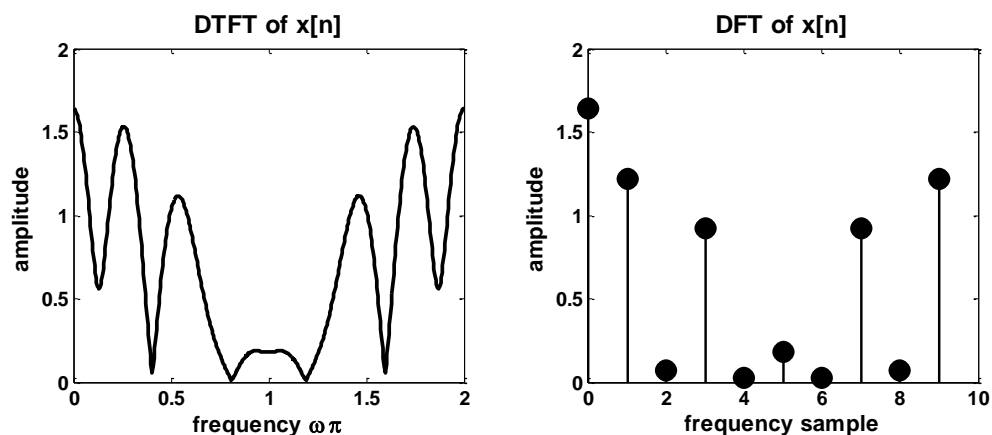 DTFT of x[n]
2
1.5
1
0.5
0
amplitude
0 0.5 1 1.5 2
frequency ω π
DFT of x[n]
2
1.5
1
0.5
0
amplitude
0 2 4 6 8 10
frequency sample